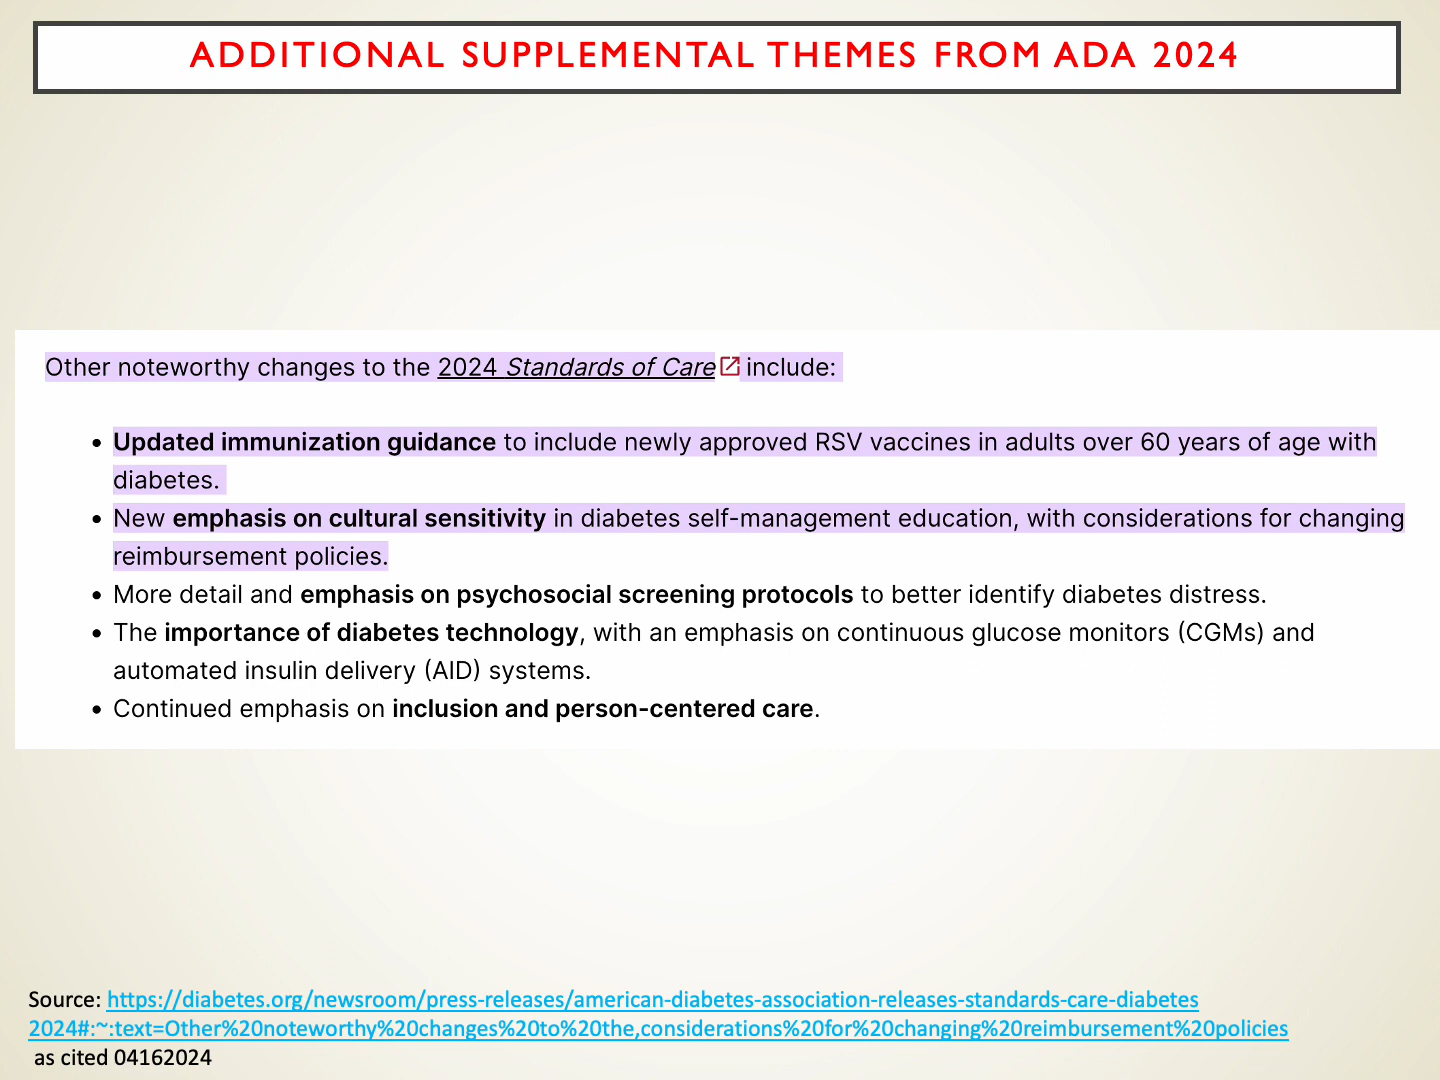 ADDITIONAL SUPPLEMENTAL THEMES FROM ADA 2024
Other noteworthy changes to the 2024 Standards of Care include:
• Updated immunization guidance to include newly approved RSV vaccines in adults over 60 years of age with
diabetes.
• New emphasis on cultural sensitivity in diabetes self-management education, with considerations for changing
reimbursement policies.
• More detail and emphasis on psychosocial screening protocols to better identify diabetes distress.
• The importance of diabetes technology, with an emphasis on continuous glucose monitors (CGMs) and
automated insulin delivery (AID) systems.
• Continued emphasis on inclusion and person-centered care.
Source: https://diabetes.org/newsroom/press-releases/american-diabetes-association-releases-standards-care-diabetes
2024#:~:text=Other%20noteworthy%20changes%20to%20the,considerations%20for%20changing%20reimbursement%20policies
as cited 04162024